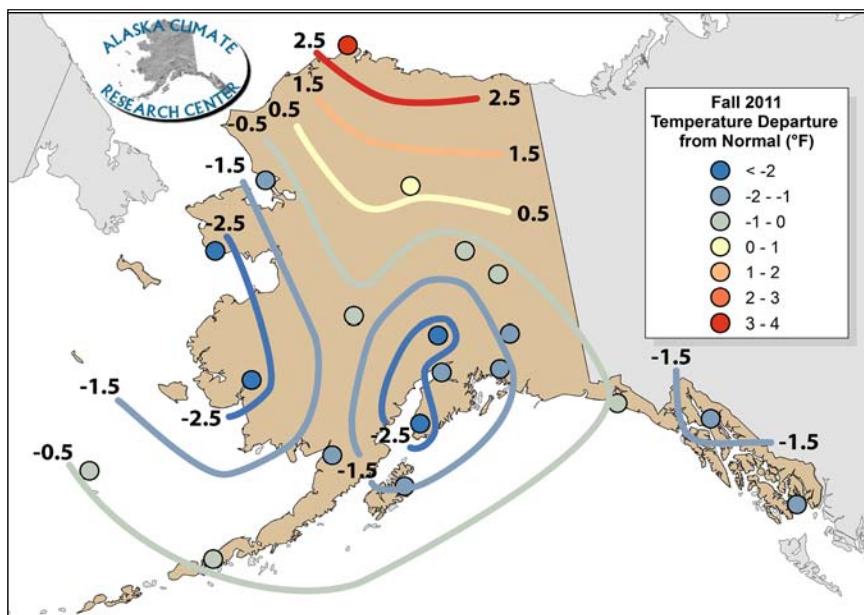 ALASKA CLIMATE
RESEARCH CENTER
2.5
1.5
0.5
-0.5
-1.5
-2.5
2.5
1.5
0.5
Fall 2011
Temperature Departure
from Normal (°F)
< -2
-2 - -1
-1 - 0
0 - 1
1 - 2
2 - 3
3 - 4
-1.5
-2.5
-0.5
-2.5
-1.5
-1.5
-1.5